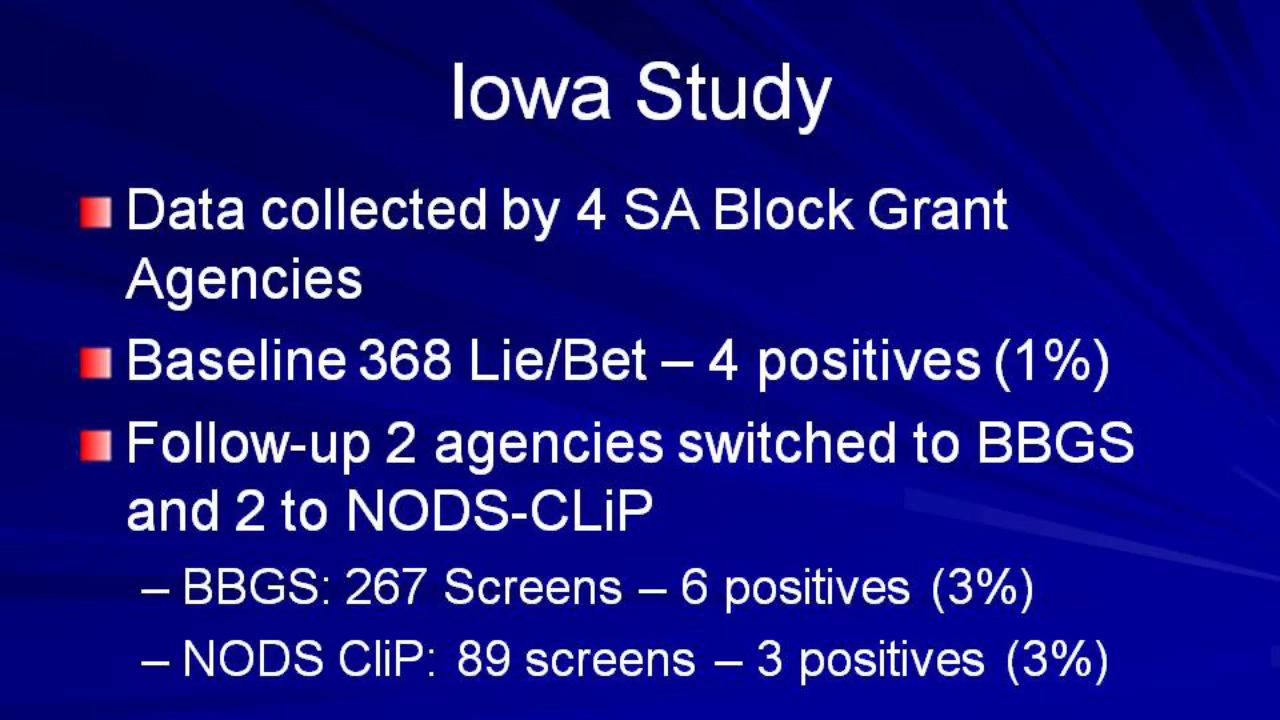 Iowa Study
Data collected by 4 SA Block Grant
Agencies
Baseline 368 Lie/Bet – 4 positives (1%)
Follow-up 2 agencies switched to BBGS
and 2 to NODS-CLiP
– BBGS: 267 Screens – 6 positives (3%)
– NODS CliP: 89 screens – 3 positives (3%)